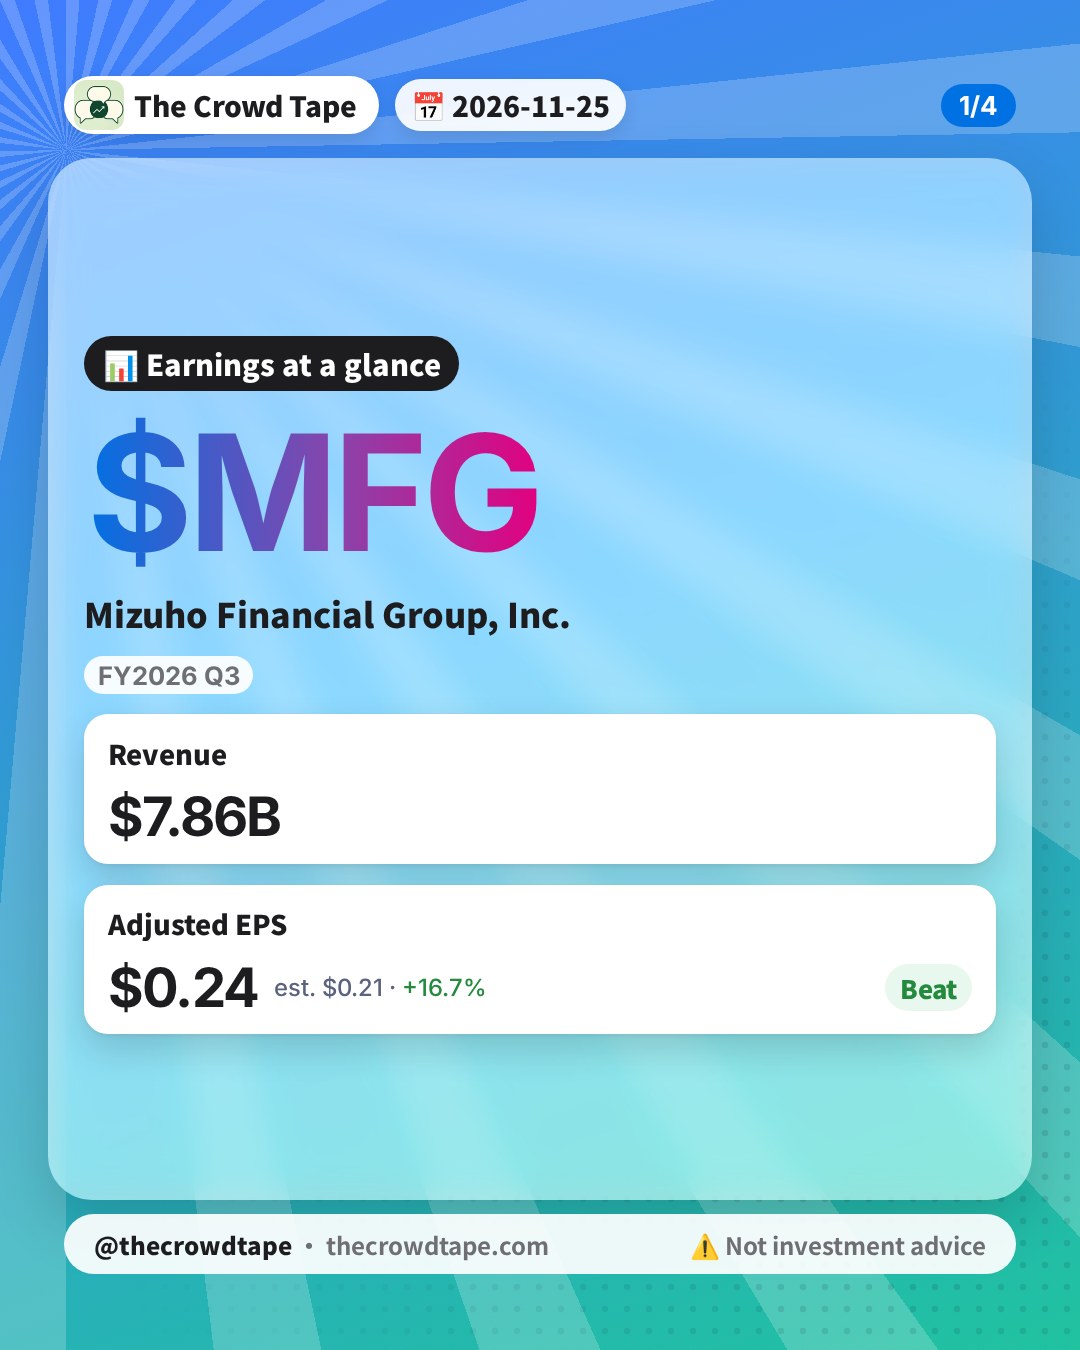 The Crowd Tape
📅 2026-11-25
1/4
📊 Earnings at a glance
$MFG
Mizuho Financial Group, Inc.
FY2026 Q3
Revenue
$7.86B
Adjusted EPS
$0.24 est. $0.21 · +16.7% Beat
@thecrowdtape • thecrowdtape.com
⚠️ Not investment advice